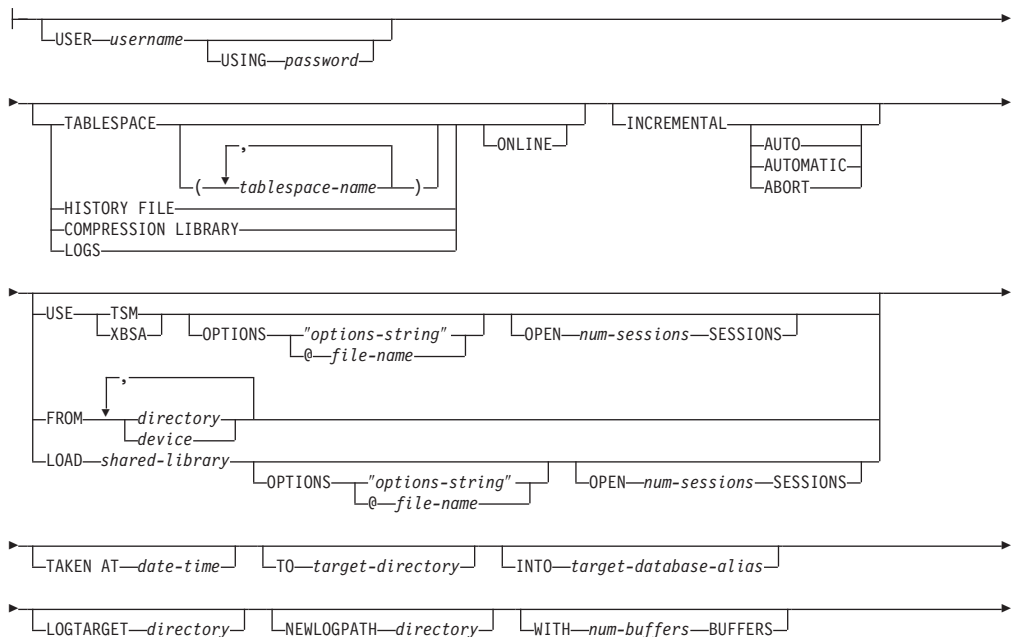 USER username
USING password
TABLESPACE
ONLINE
INCREMENTAL
AUTO
AUTOMATIC
ABORT
,
( tablespace-name )
HISTORY FILE
COMPRESSION LIBRARY
LOGS
USE TSM
XBSA
OPTIONS "options-string"
@ file-name
OPEN num-sessions SESSIONS
,
FROM directory
device
LOAD shared-library
OPTIONS "options-string"
@ file-name
OPEN num-sessions SESSIONS
TAKEN AT date-time TO target-directory INTO target-database-alias
LOGTARGET directory NEWLOGPATH directory WITH num-buffers BUFFERS